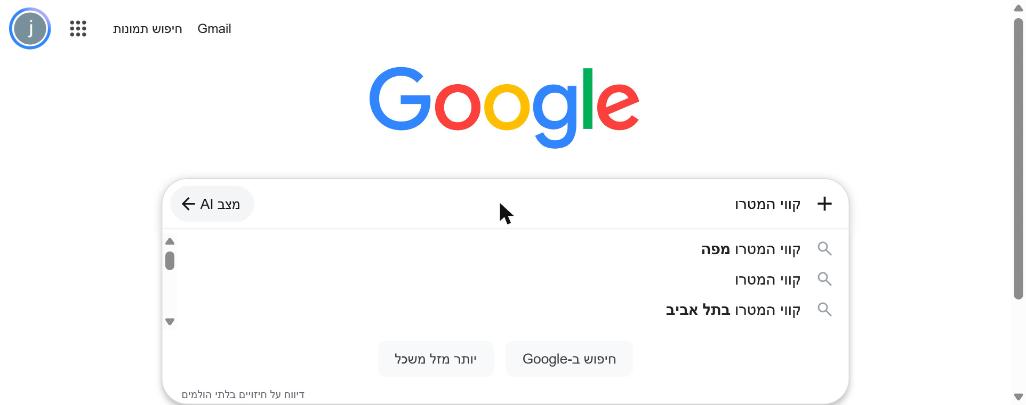 Gmail חיפוש תמונות j
Google
קווי המטרו מצב AI
קווי המטרו מפה
קווי המטרו
קווי המטרו בתל אביב
חיפוש ב-Google יותר מזל משכל
דיווח על חיזויים בלתי הולמים